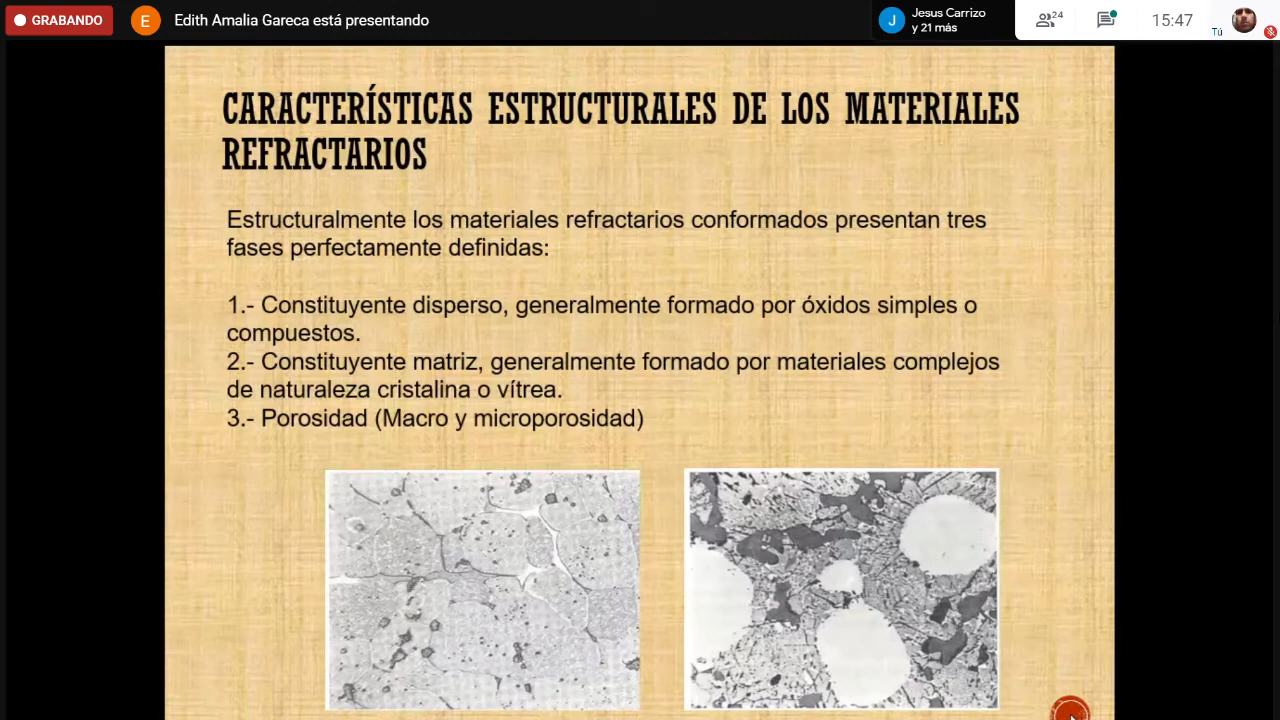 GRABANDO
E
Edith Amalia Gareca está presentando
J
Jesus Carrizo
y 21 más
24
15:47
Tú
CARACTERÍSTICAS ESTRUCTURALES DE LOS MATERIALES
REFRACTARIOS
Estructuralmente los materiales refractarios conformados presentan tres
fases perfectamente definidas:
1.- Constituyente disperso, generalmente formado por óxidos simples o
compuestos.
2.- Constituyente matriz, generalmente formado por materiales complejos
de naturaleza cristalina o vítrea.
3.- Porosidad (Macro y microporosidad)